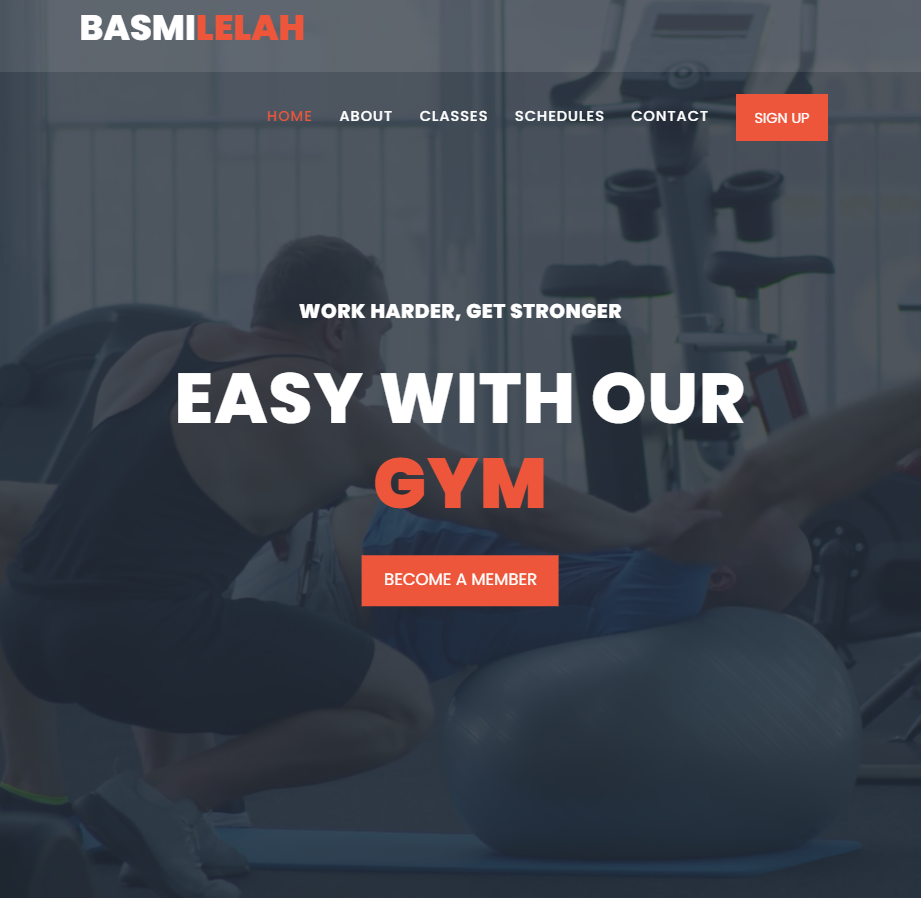 BASMILELAH
HOME ABOUT CLASSES SCHEDULES CONTACT SIGN UP
WORK HARDER, GET STRONGER
EASY WITH OUR
GYM
BECOME A MEMBER